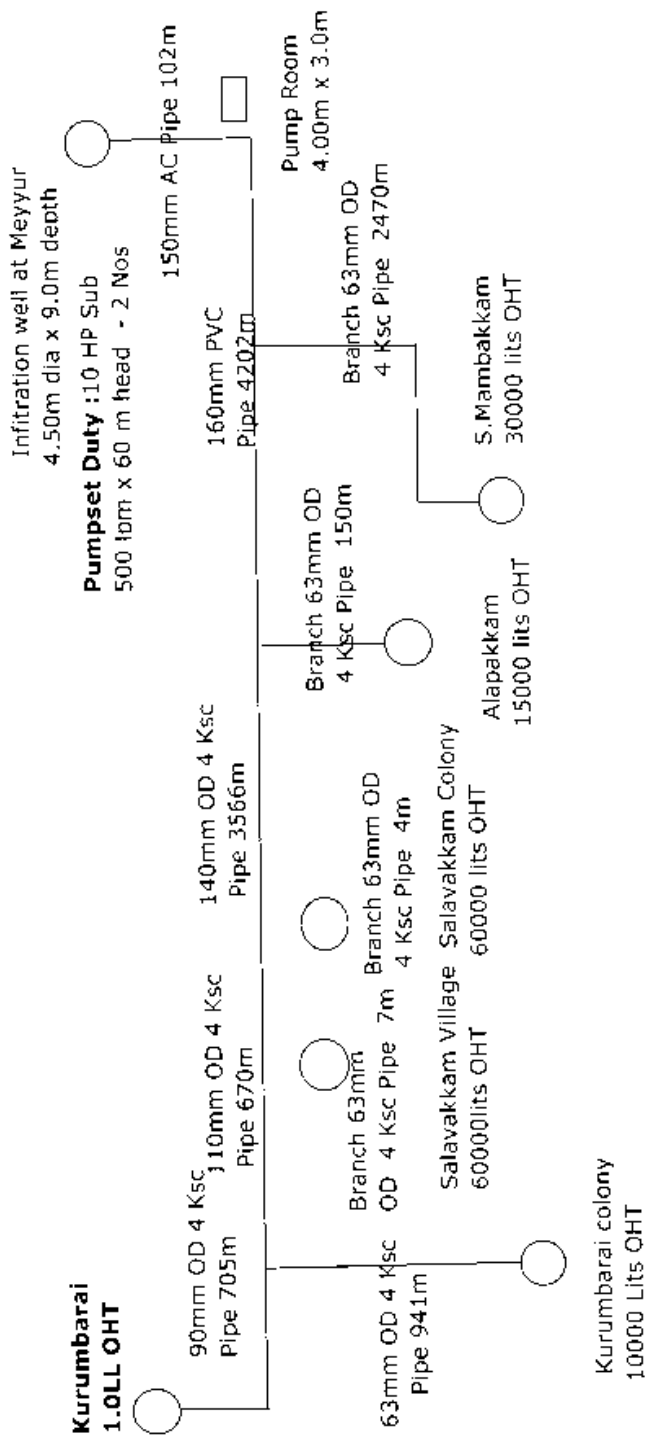 Infitration well at Meyyur
4.50m dia x 9.0m depth
Pumpset Duty :10 HP Sub
500 lpm x 60 m head - 2 Nos
150mm AC Pipe 102m
Pump Room
4.00m x 3.0m
160mm PVC
Pipe 4202m
Branch 63mm OD
4 Ksc Pipe 2470m
S.Mambakkam
30000 lits OHT
Branch 63mm OD
4 Ksc Pipe 150m
Alapakkam
15000 lits OHT
140mm OD 4 Ksc
Pipe 3566m
Branch 63mm OD
4 Ksc Pipe 4m
Salavakkam Colony
60000 lits OHT
110mm OD 4 Ksc
Pipe 670m
Branch 63mm
OD 4 Ksc Pipe 7m
Salavakkam Village
60000lits OHT
90mm OD 4 Ksc
Pipe 705m
Kurumbarai
1.0LL OHT
63mm OD 4 Ksc
Pipe 941m
Kurumbarai colony
10000 Lits OHT